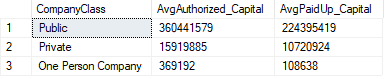 CompanyClass AvgAuthorized_Capital AvgPaidUp_Capital
1 Public 360441579 224395419
2 Private 15919885 10720924
3 One Person Company 369192 108638